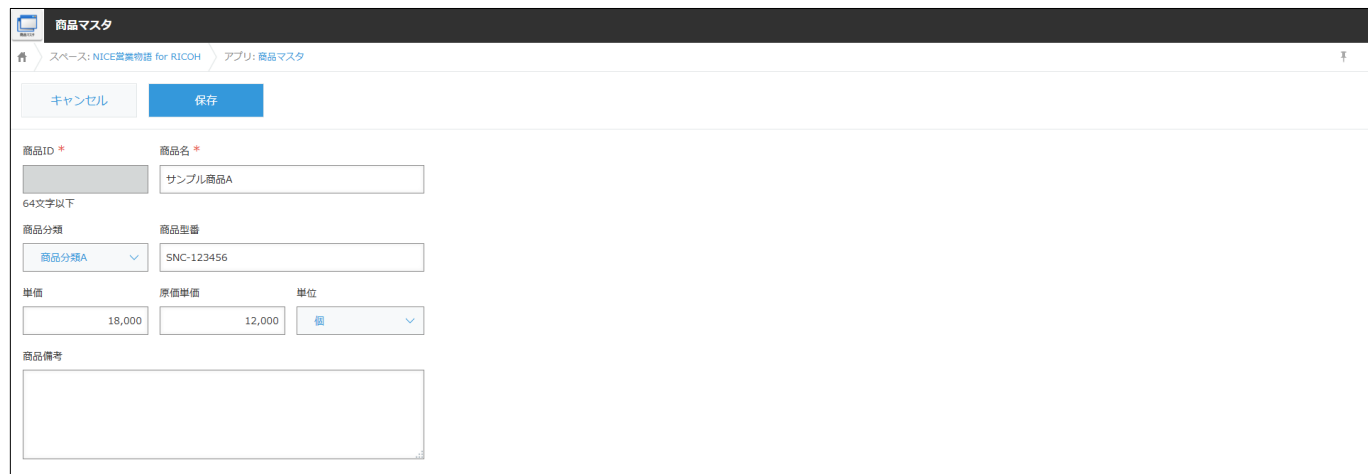 商品マスタ
スペース: NICE営業物語 for RICOH アプリ: 商品マスタ
キャンセル 保存
商品ID * 商品名 *
サンプル商品A
64文字以下
商品分類 商品型番
商品分類A SNC-123456
単価 原価単価 単位
18,000 12,000 個
商品備考